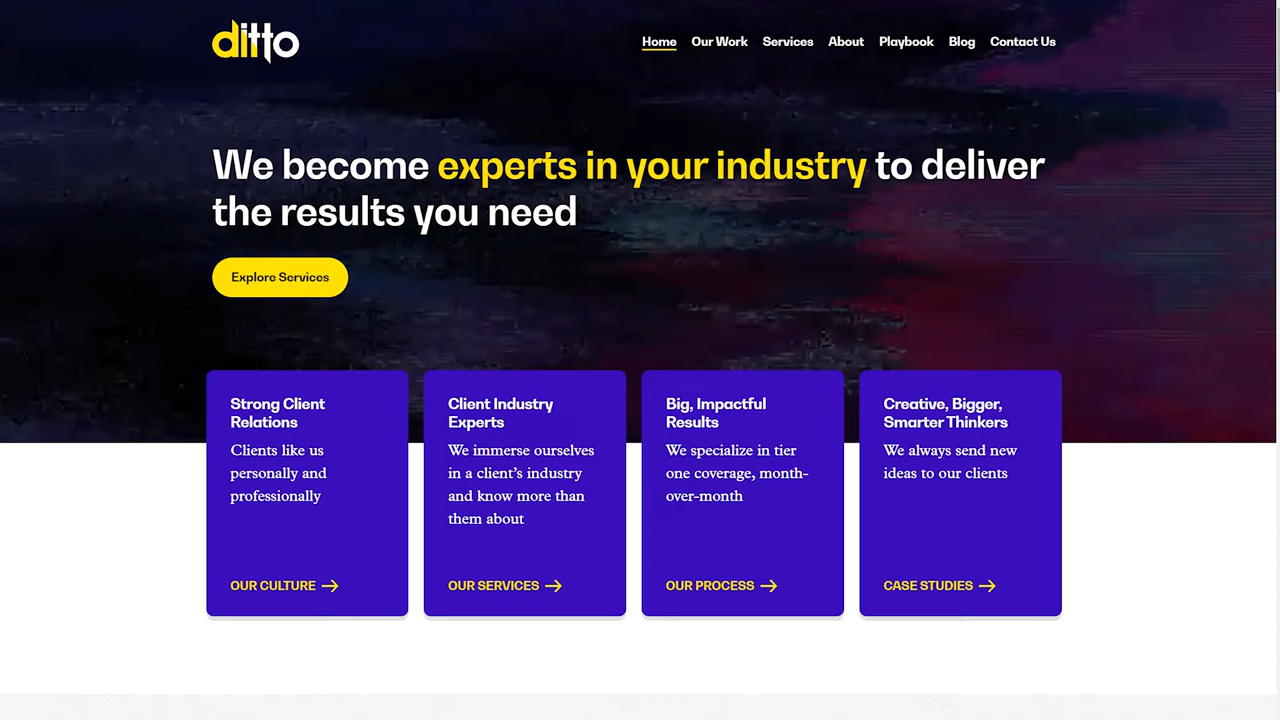 ditto
Home Our Work Services About Playbook Blog Contact Us
We become experts in your industry to deliver
the results you need
Explore Services
Strong Client
Relations
Clients like us
personally and
professionally
OUR CULTURE
Client Industry
Experts
We immerse ourselves
in a client’s industry
and know more than
them about
OUR SERVICES
Big, Impactful
Results
We specialize in tier
one coverage, month-
over-month
OUR PROCESS
Creative, Bigger,
Smarter Thinkers
We always send new
ideas to our clients
CASE STUDIES